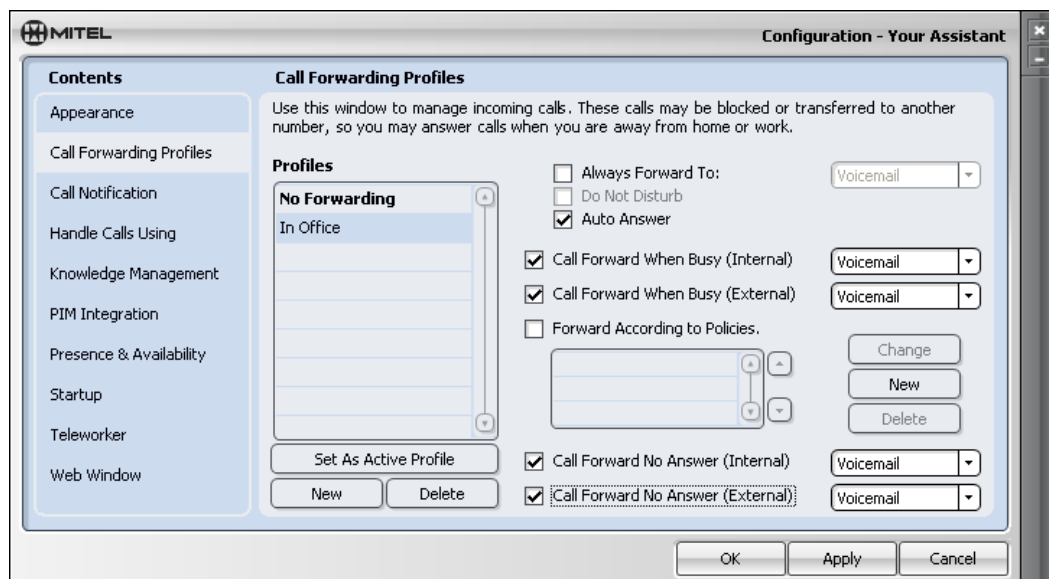 MITEL
Configuration - Your Assistant
Contents
Appearance
Call Forwarding Profiles
Call Notification
Handle Calls Using
Knowledge Management
PIM Integration
Presence & Availability
Startup
Teleworker
Web Window
Call Forwarding Profiles
Use this window to manage incoming calls. These calls may be blocked or transferred to another
number, so you may answer calls when you are away from home or work.
Profiles
No Forwarding
In Office
Set As Active Profile
New
Delete
Always Forward To:
Voicemail
Do Not Disturb
Auto Answer
Call Forward When Busy (Internal)
Voicemail
Call Forward When Busy (External)
Voicemail
Forward According to Policies.
Change
New
Delete
Call Forward No Answer (Internal)
Voicemail
Call Forward No Answer (External)
Voicemail
OK
Apply
Cancel